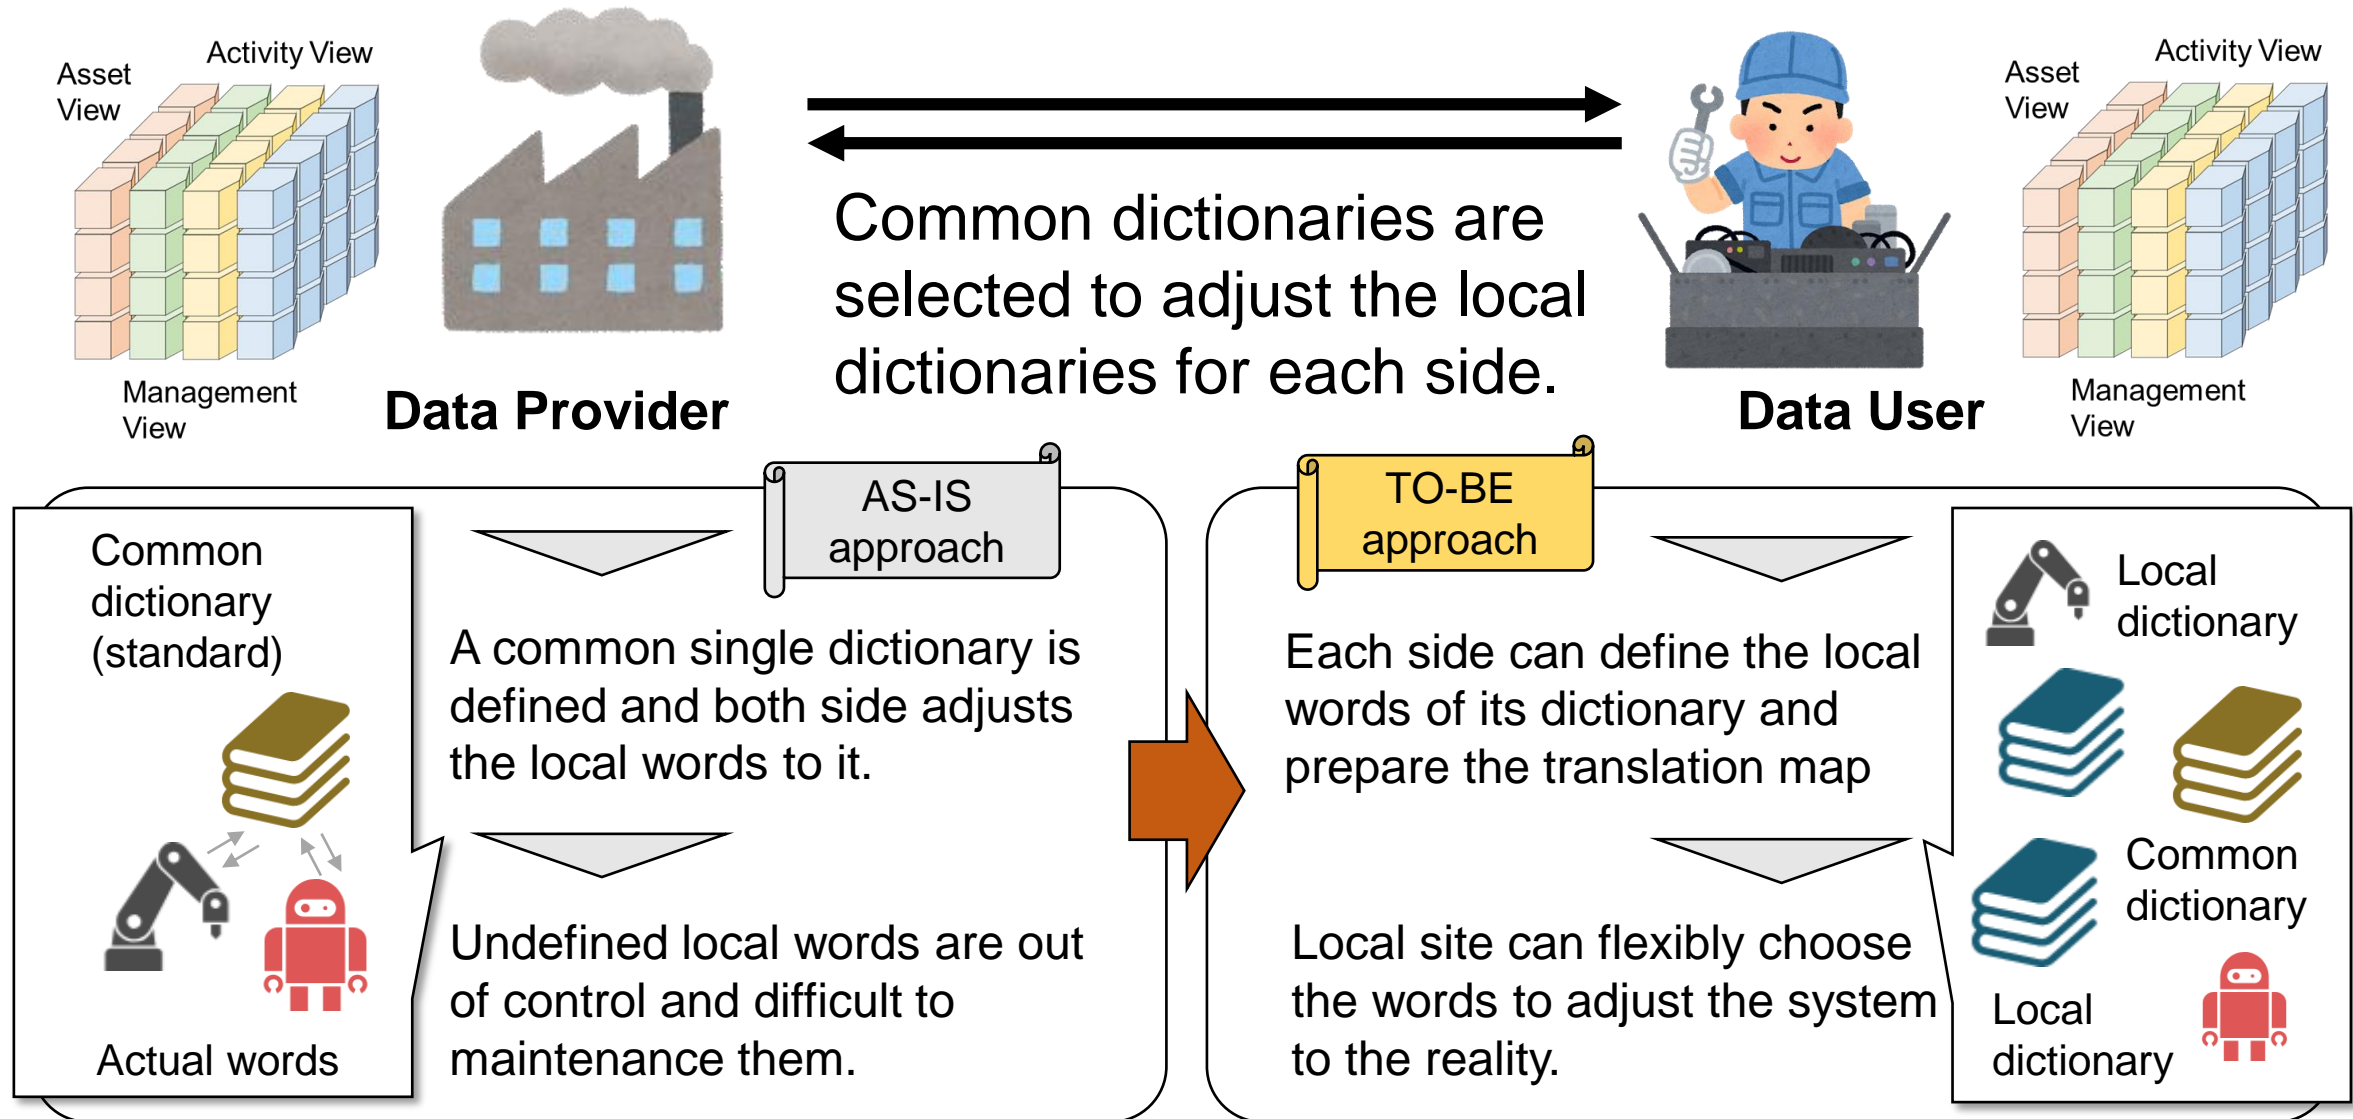 Asset
View
Activity View
Management
View
Data Provider
Common dictionaries are
selected to adjust the local
dictionaries for each side.
Data User
Asset
View
Activity View
Management
View
AS-IS
approach
Common
dictionary
(standard)
Actual words
A common single dictionary is
defined and both side adjusts
the local words to it.
Undefined local words are out
of control and difficult to
maintenance them.
TO-BE
approach
Each side can define the local
words of its dictionary and
prepare the translation map
Local site can flexibly choose
the words to adjust the system
to the reality.
Local
dictionary
Common
dictionary
Local
dictionary